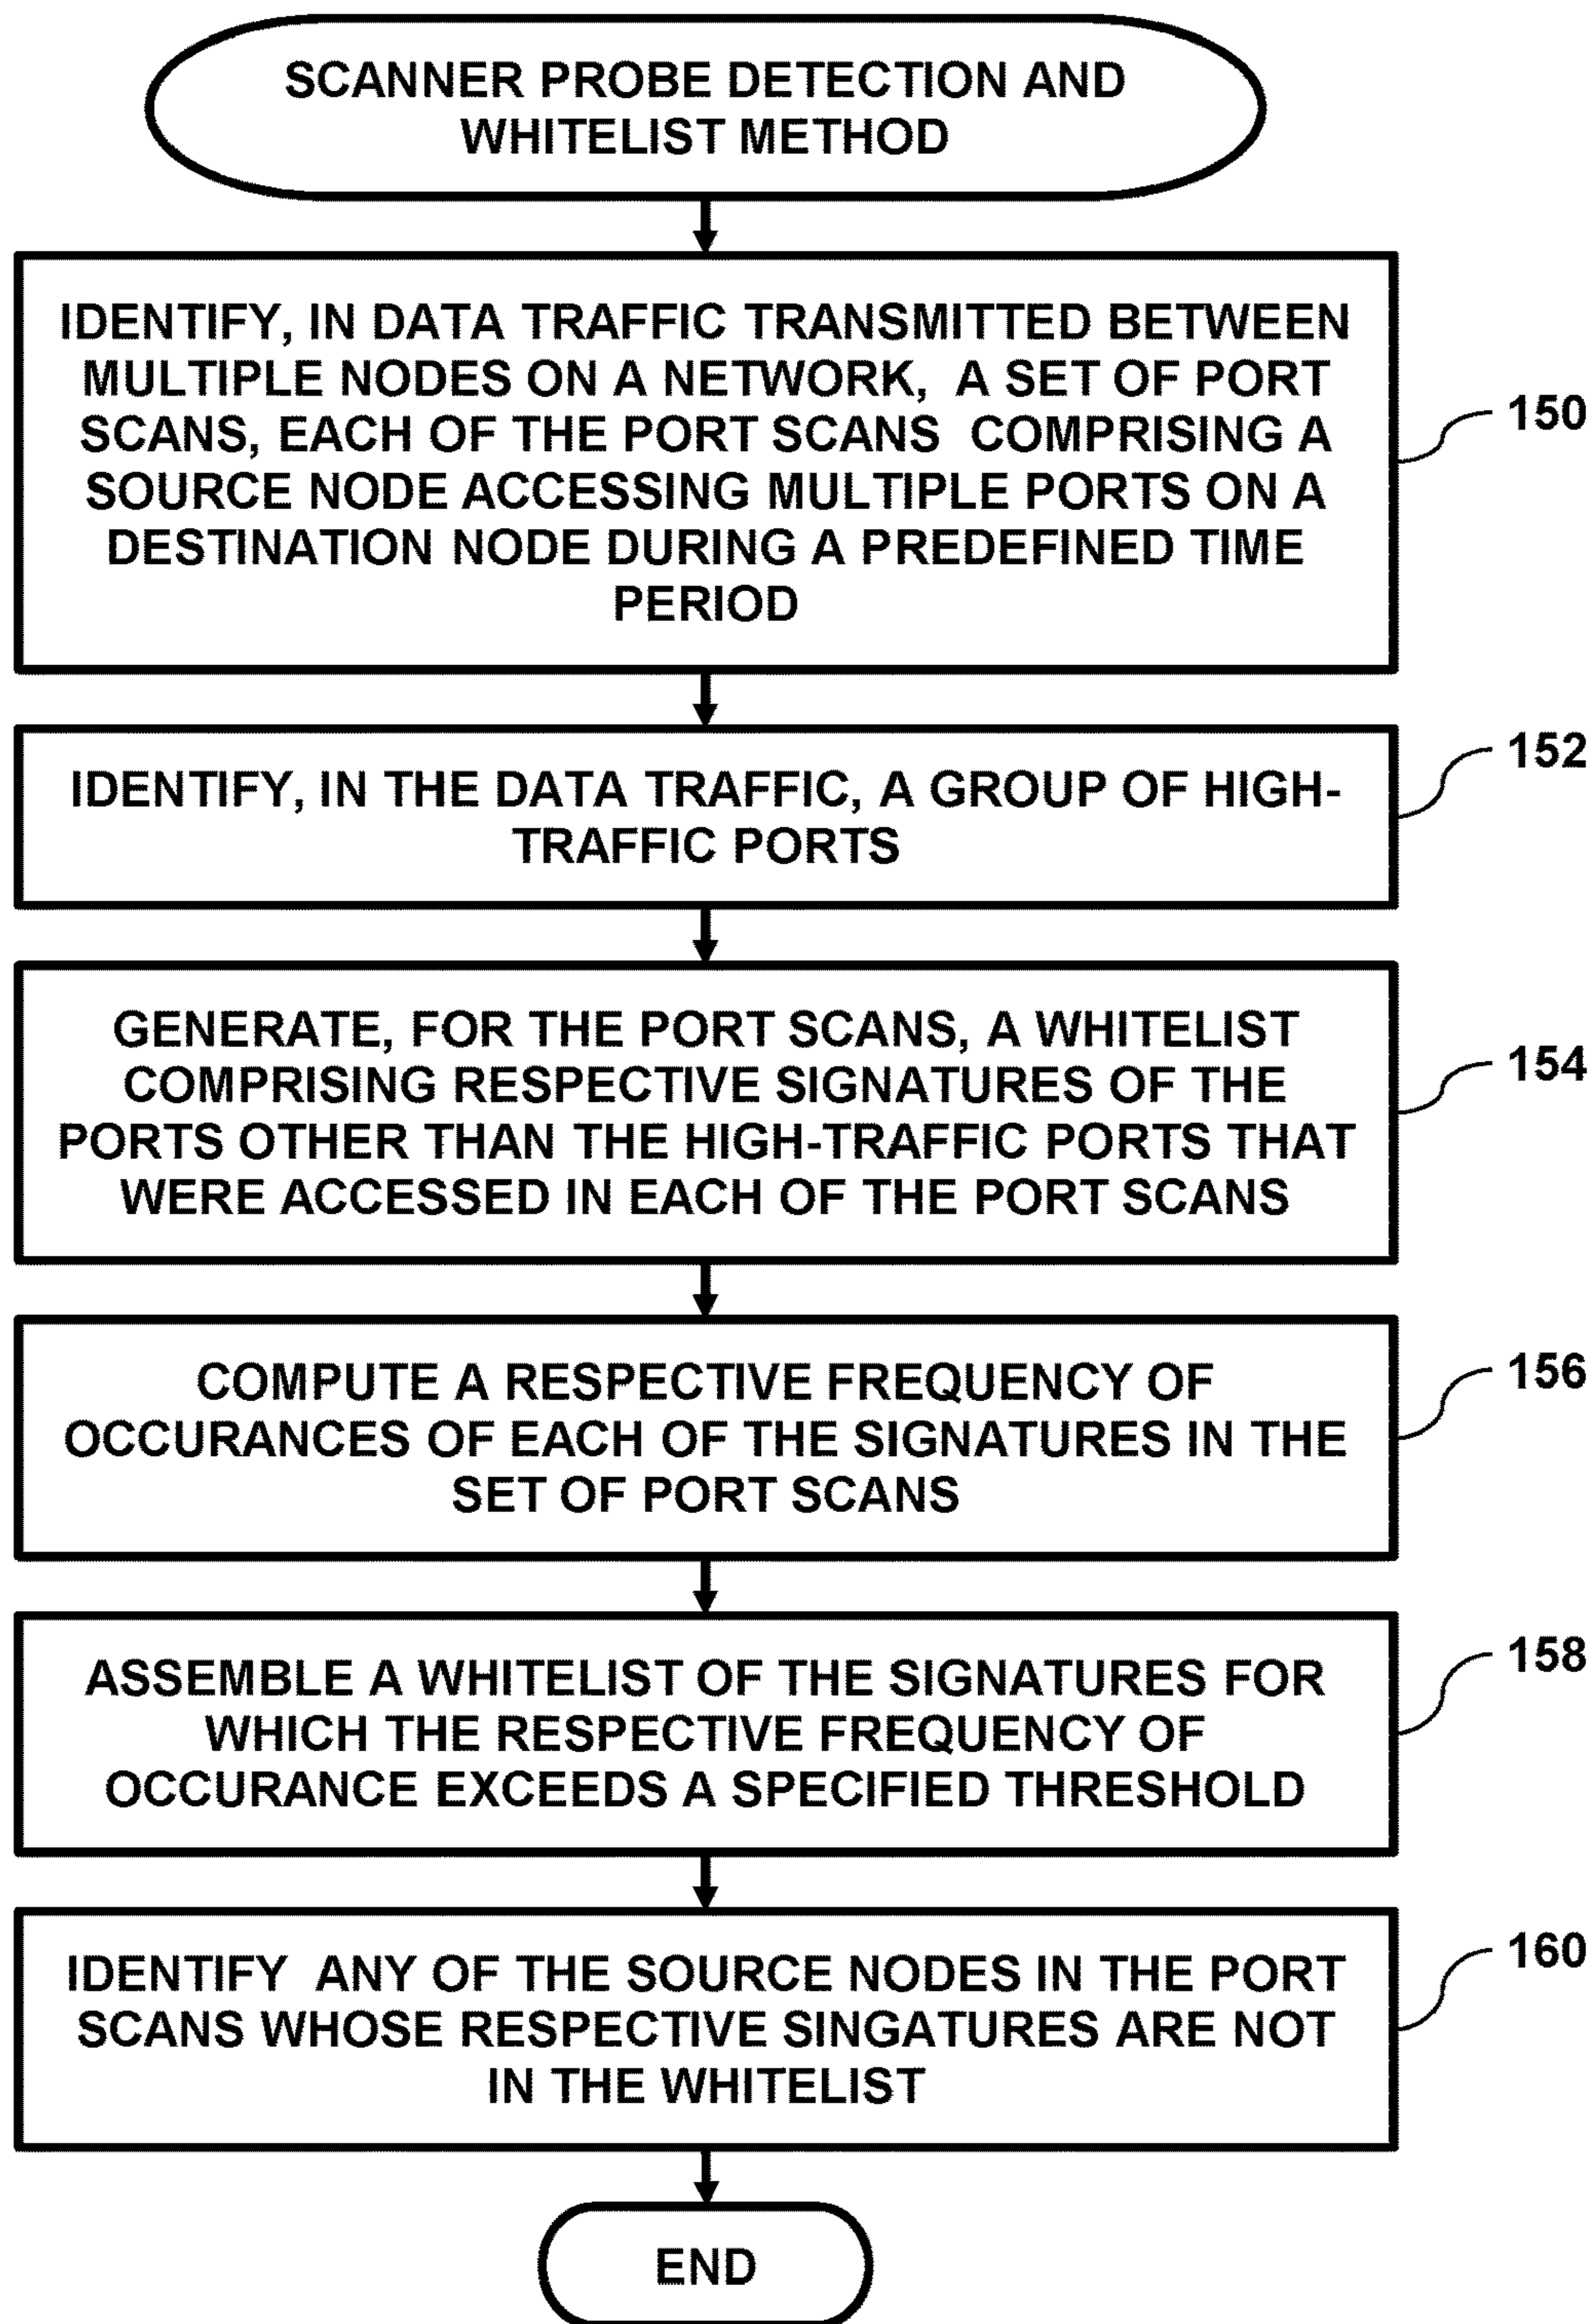 SCANNER PROBE DETECTION AND
WHITELIST METHOD
IDENTIFY, IN DATA TRAFFIC TRANSMITTED BETWEEN
MULTIPLE NODES ON A NETWORK, A SET OF PORT
SCANS, EACH OF THE PORT SCANS COMPRISING A
SOURCE NODE ACCESSING MULTIPLE PORTS ON A
DESTINATION NODE DURING A PREDEFINED TIME
PERIOD
150
IDENTIFY, IN THE DATA TRAFFIC, A GROUP OF HIGH-
TRAFFIC PORTS
152
GENERATE, FOR THE PORT SCANS, A WHITELIST
COMPRISING RESPECTIVE SIGNATURES OF THE
PORTS OTHER THAN THE HIGH-TRAFFIC PORTS THAT
WERE ACCESSED IN EACH OF THE PORT SCANS
154
COMPUTE A RESPECTIVE FREQUENCY OF
OCCURANCES OF EACH OF THE SIGNATURES IN THE
SET OF PORT SCANS
156
ASSEMBLE A WHITELIST OF THE SIGNATURES FOR
WHICH THE RESPECTIVE FREQUENCY OF
OCCURANCE EXCEEDS A SPECIFIED THRESHOLD
158
IDENTIFY ANY OF THE SOURCE NODES IN THE PORT
SCANS WHOSE RESPECTIVE SINGATURES ARE NOT
IN THE WHITELIST
160
END